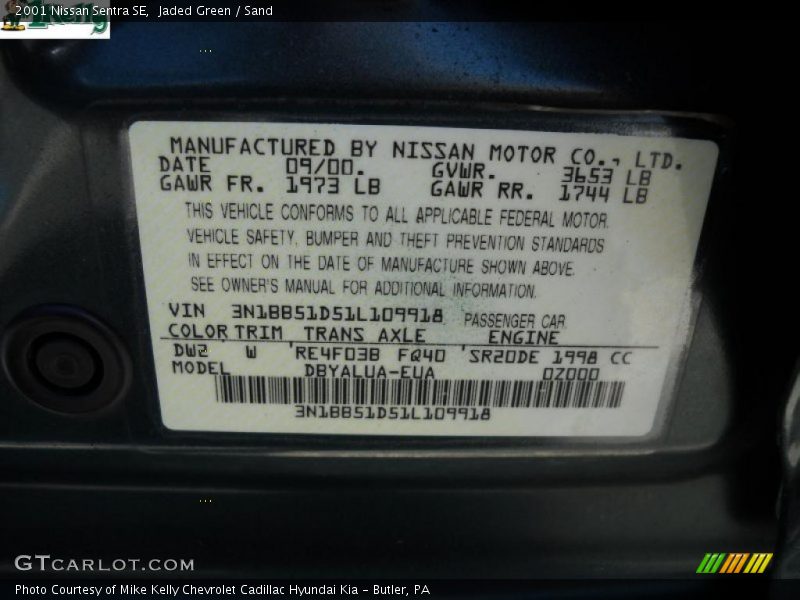 2001 Nissan Sentra SE,  Jaded Green / Sand
MANUFACTURED BY NISSAN MOTOR CO., LTD.
DATE 09/00. GVWR. 3653 LB
GAWR FR. 1973 LB GAWR RR. 1744 LB
THIS VEHICLE CONFORMS TO ALL APPLICABLE FEDERAL MOTOR
VEHICLE SAFETY, BUMPER AND THEFT PREVENTION STANDARDS
IN EFFECT ON THE DATE OF MANUFACTURE SHOWN ABOVE.
SEE OWNER'S MANUAL FOR ADDITIONAL INFORMATION.
VIN 3N1BB51D51L109918 PASSENGER CAR
COLOR,TRIM TRANS AXLE ENGINE
DW2 W 'RE4F03B FQ40 'SR20DE 1998 CC
MODEL DBYALUA-EUA 0Z000
3N1BB51D51L109918
GTCARLOT.COM
Photo Courtesy of Mike Kelly Chevrolet Cadillac Hyundai Kia – Butler, PA